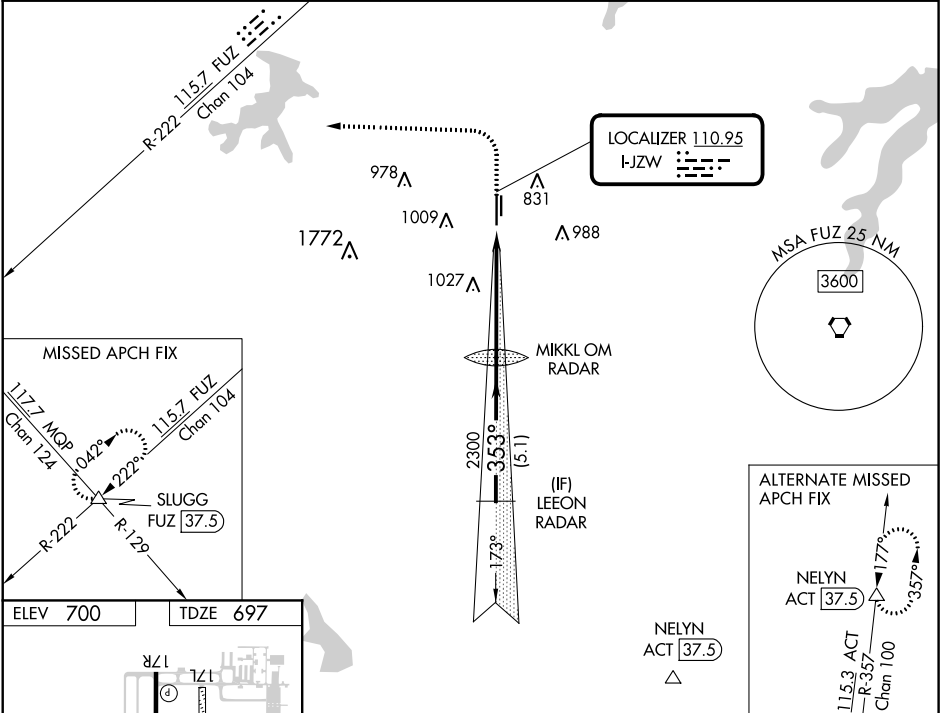 115.7 FUZ
Chan 104
R-222
LOCALIZER 110.95
I-JZW
978
831
1009
988
1772
1027
MSA FUZ 25 NM
3600
MIKKL OM
RADAR
2300
353°
(5.1)
(IF)
LEEON
RADAR
173°
MISSED APCH FIX
117.7 MQP
Chan 124
115.7 FUZ
Chan 104
042°
222°
SLUGG
FUZ 37.5
R-222
R-129
ALTERNATE MISSED
APCH FIX
177°
357°
NELYN
ACT 37.5
115.3 ACT
R-357
Chan 100
NELYN
ACT 37.5
ELEV 700
TDZE 697
17R
17L
P